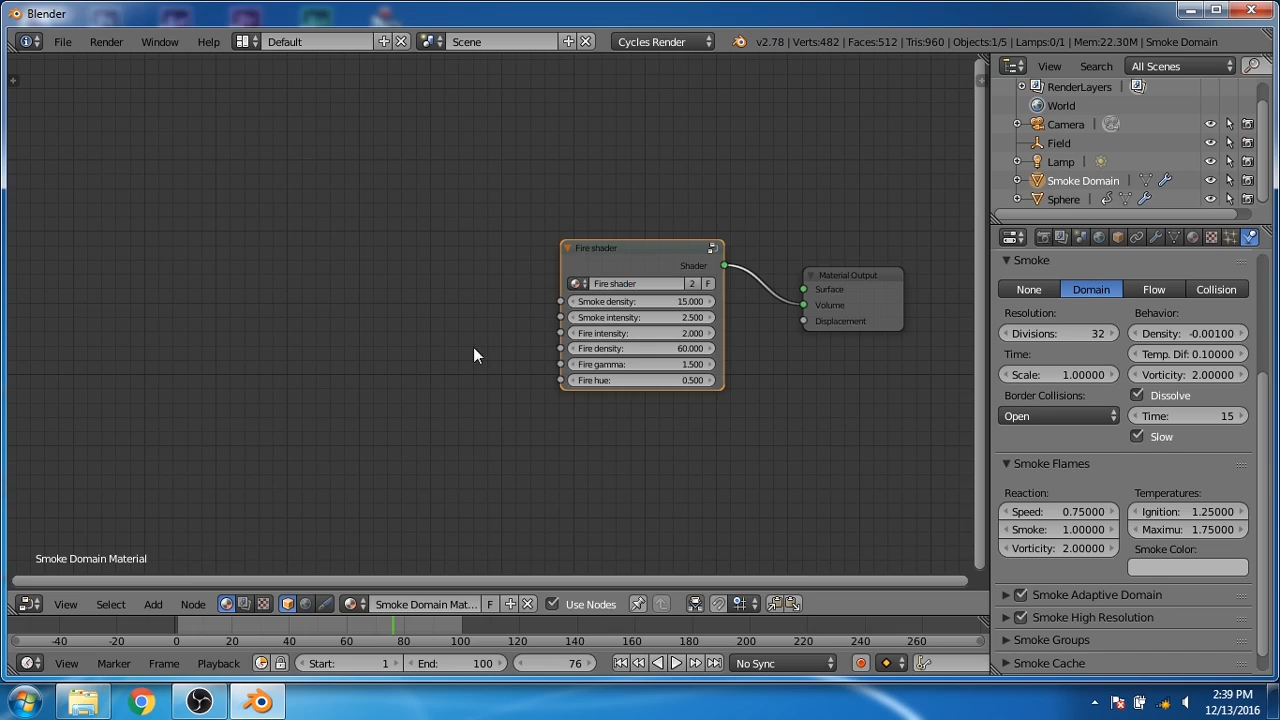 Blender
File Render Window Help Default Scene Cycles Render v2.78 | Verts:482 | Faces:512 | Tris:960 | Objects:1/5 | Lamps:0/1 | Mem:22.30M | Smoke Domain
View Search All Scenes
RenderLayers
World
Camera
Field
Lamp
Smoke Domain
Sphere
Fire shader
Shader
Fire shader 2 F
Smoke density: 15.000
Smoke intensity: 2.500
Fire intensity: 2.000
Fire density: 60.000
Fire gamma: 1.500
Fire hue: 0.500
Material Output
Surface
Volume
Displacement
Smoke
None Domain Flow Collision
Resolution: Behavior:
Divisions: 32 Density: -0.00100
Time: Temp. Dif: 0.10000
Scale: 1.00000 Vorticity: 2.00000
Border Collisions: Dissolve
Open Time: 15
Slow
Smoke Flames
Reaction: Temperatures:
Speed: 0.75000 Ignition: 1.25000
Smoke: 1.00000 Maximu: 1.75000
Vorticity: 2.00000 Smoke Color:
Smoke Adaptive Domain
Smoke High Resolution
Smoke Groups
Smoke Cache
Smoke Domain Material
View Select Add Node Smoke Domain Mat... F Use Nodes
-40 -20 0 20 40 60 80 100 120 140 160 180 200 220 240 260
View Marker Frame Playback Start: 1 End: 100 76 No Sync
2:39 PM
12/13/2016